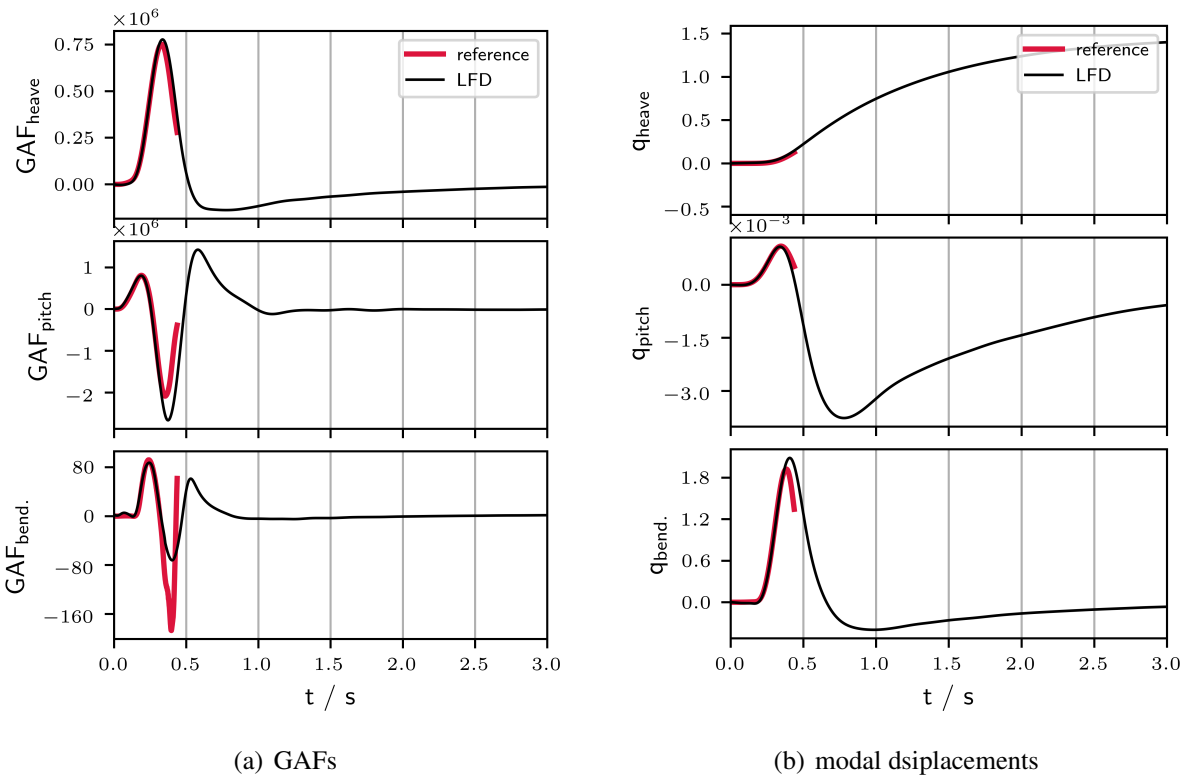 ×10⁶
0.75
0.50
0.25
0.00
GAF_heave
reference
LFD
×10⁶
1
0
−1
−2
GAF_pitch
80
0
−80
−160
GAF_bend.
0.0 0.5 1.0 1.5 2.0 2.5 3.0
t / s
(a) GAFs
1.5
1.0
0.5
0.0
−0.5
q_heave
reference
LFD
×10⁻³
0.0
−1.5
−3.0
q_pitch
1.8
1.2
0.6
0.0
q_bend.
0.0 0.5 1.0 1.5 2.0 2.5 3.0
t / s
(b) modal dsiplacements